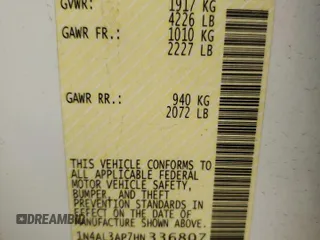 GVWR: 1917 KG
4226 LB
GAWR FR.: 1010 KG
2227 LB
GAWR RR.: 940 KG
2072 LB
THIS VEHICLE CONFORMS TO
ALL APPLICABLE FEDERAL
MOTOR VEHICLE SAFETY,
BUMPER, AND THEFT
PREVENTION STANDARDS IN
EFFECT ON THE DATE OF
MANUFACTURE SHOWN ABOVE.
1N4AL3AP7HN336807
DREAMBID